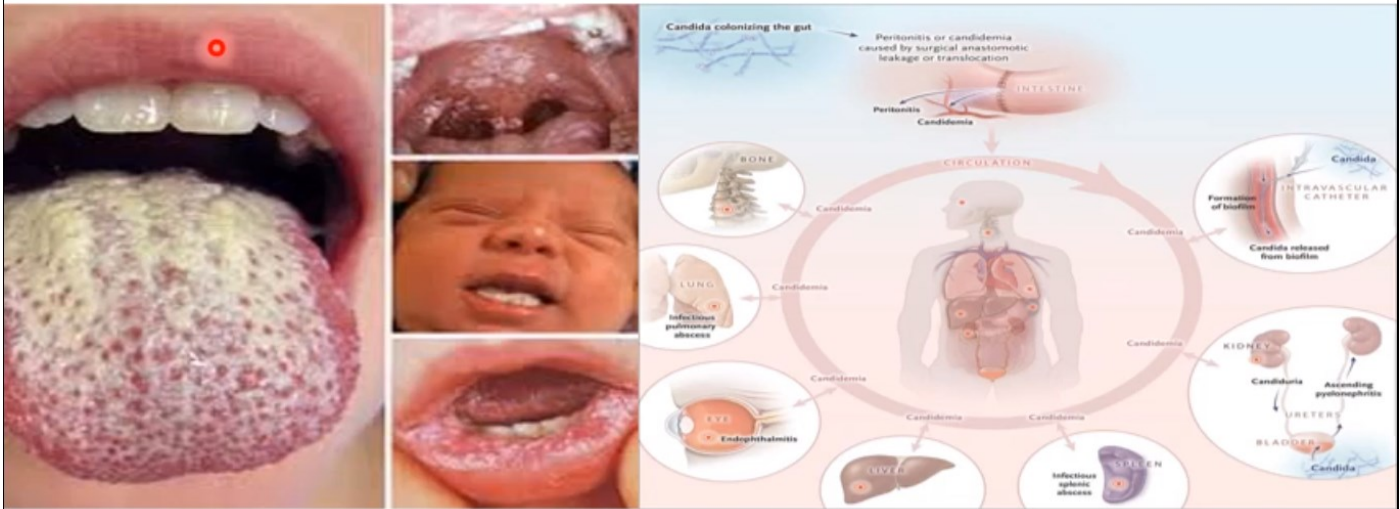 Candida colonizing the gut
Peritonitis or candidemia
caused by surgical anastomotic
leakage or translocation
INTESTINE
Peritonitis
Candidemia
CIRCULATION
BONE
Candidemia
LUNG
Infectious
pulmonary
abscess
Candidemia
EYE
Endophthalmitis
Candidemia
LIVER
Candidemia
Infectious
splenic
abscess
SPLEEN
Candidemia
Candida
INTRAVASCULAR
CATHETER
Formation
of biofilm
Candida released
from biofilm
Candidemia
KIDNEY
Candiduria
Ascending
pyelonephritis
URETERS
BLADDER
Candida
Candidemia